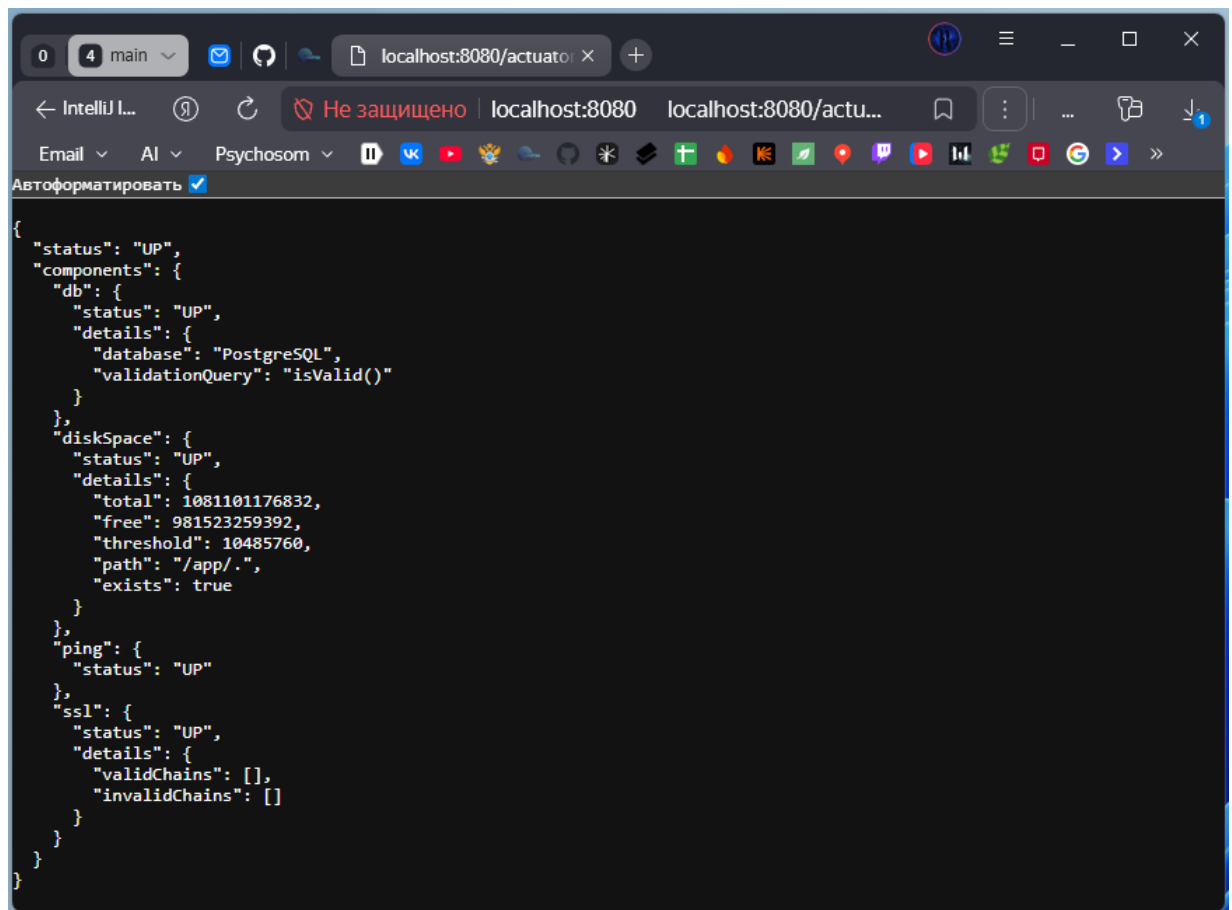 0 4 main localhost:8080/actuator
IntelliJ I... Не защищено localhost:8080 localhost:8080/actu... ... 1
Email AI Psychosom »
Автоформатировать
{
  "status": "UP",
  "components": {
    "db": {
      "status": "UP",
      "details": {
        "database": "PostgreSQL",
        "validationQuery": "isValid()"
      }
    },
    "diskSpace": {
      "status": "UP",
      "details": {
        "total": 1081101176832,
        "free": 981523259392,
        "threshold": 10485760,
        "path": "/app/.",
        "exists": true
      }
    },
    "ping": {
      "status": "UP"
    },
    "ssl": {
      "status": "UP",
      "details": {
        "validChains": [],
        "invalidChains": []
      }
    }
  }
}